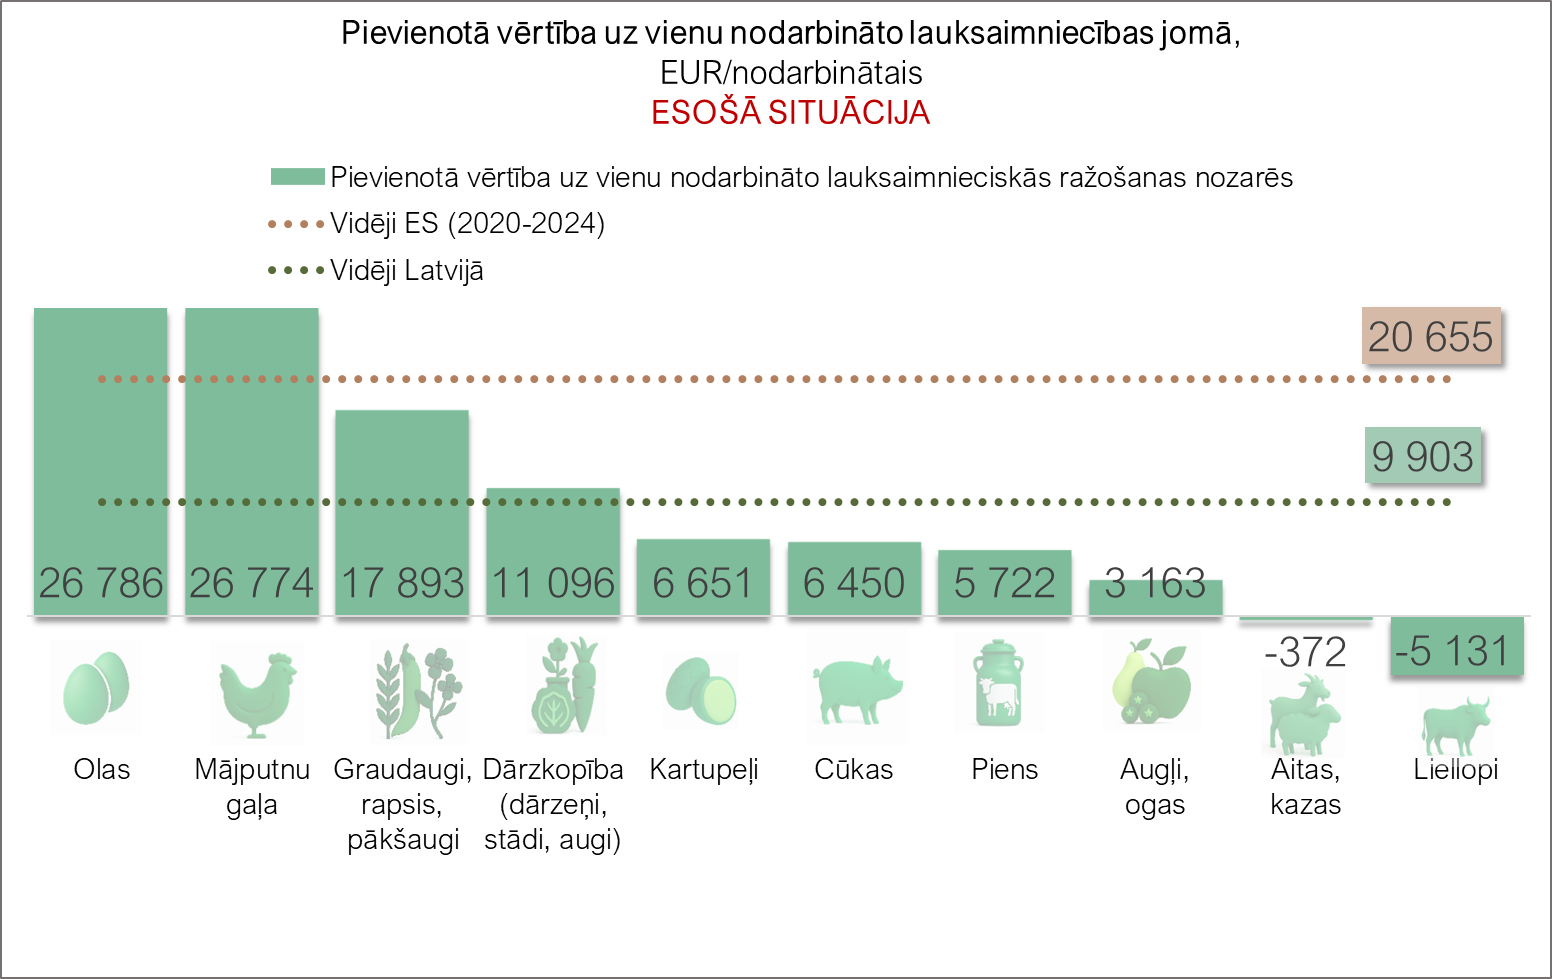 Pievienotā vērtība uz vienu nodarbināto lauksaimniecības jomā,
EUR/nodarbinātais
ESOŠĀ SITUĀCIJA
Pievienotā vērtība uz vienu nodarbināto lauksaimnieciskās ražošanas nozarēs
Vidēji ES (2020-2024)
Vidēji Latvijā
20 655
9 903
26 786 26 774 17 893 11 096 6 651 6 450 5 722 3 163
-372 -5 131
Olas
Mājputnu
gaļa
Graudaugi,
rapsis,
pākšaugi
Dārzkopība
(dārzeņi,
stādi, augi)
Kartupeļi
Cūkas
Piens
Augļi,
ogas
Aitas,
kazas
Liellopi